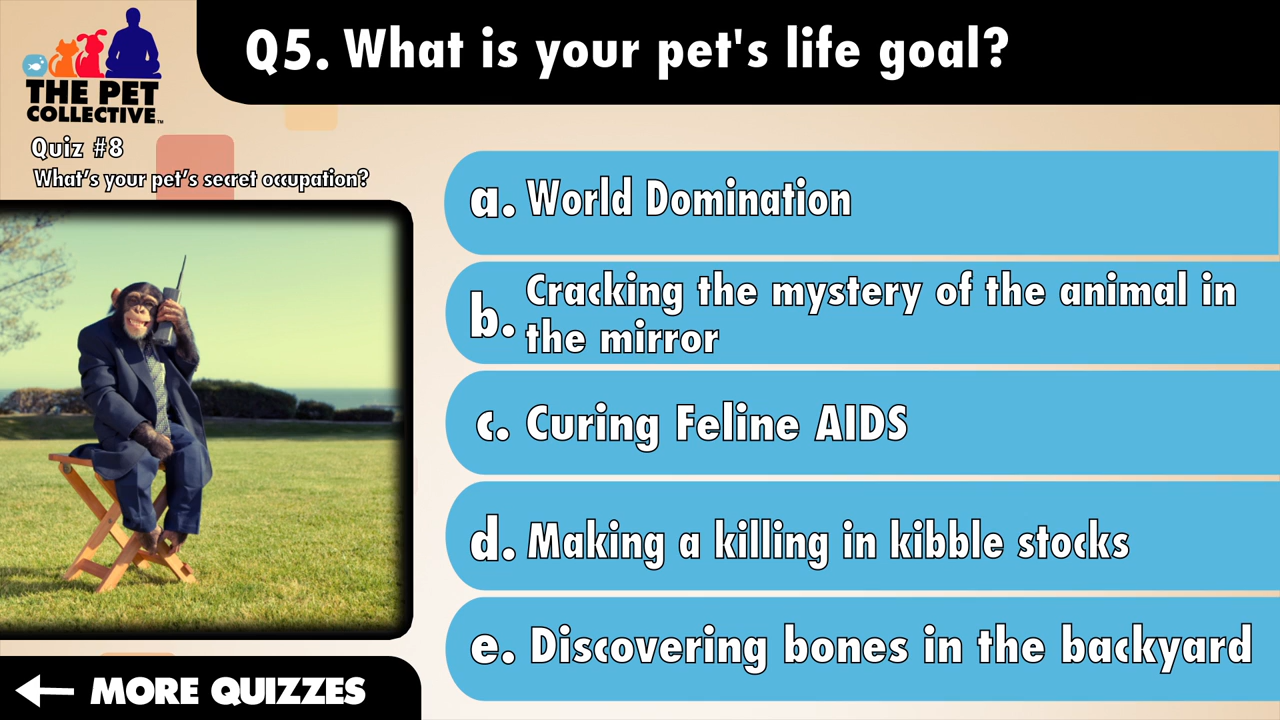 THE PET
COLLECTIVE™
Q5. What is your pet's life goal?
Quiz #8
What's your pet's secret occupation?
a. World Domination
b. Cracking the mystery of the animal in
the mirror
c. Curing Feline AIDS
d. Making a killing in kibble stocks
e. Discovering bones in the backyard
MORE QUIZZES